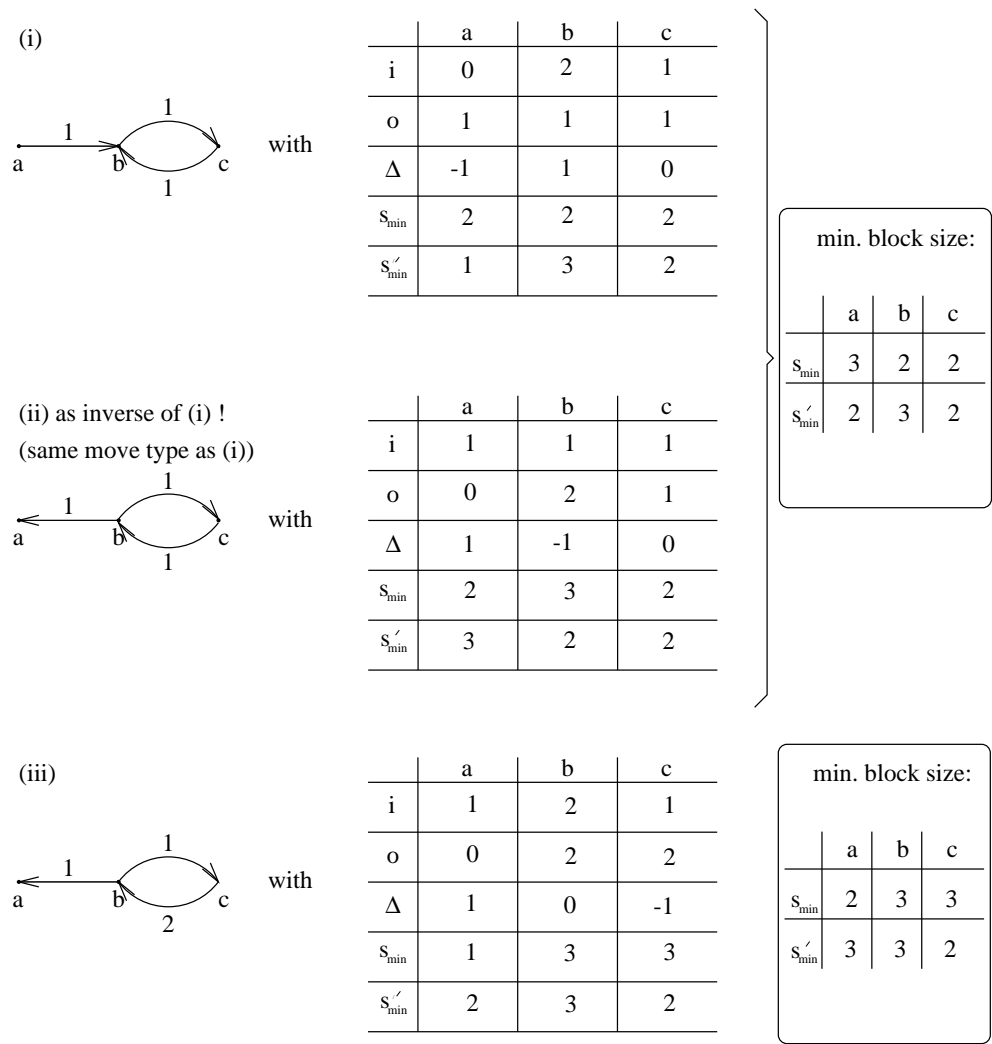 (i)
1
1
1
a
b
c
with
a b c
i 0 2 1
o 1 1 1
Δ -1 1 0
s_min 2 2 2
s′_min 1 3 2
min. block size:
a b c
s_min 3 2 2
s′_min 2 3 2
(ii) as inverse of (i) !
(same move type as (i))
1
1
1
a
b
c
with
a b c
i 1 1 1
o 0 2 1
Δ 1 -1 0
s_min 2 3 2
s′_min 3 2 2
(iii)
1
1
2
a
b
c
with
a b c
i 1 2 1
o 0 2 2
Δ 1 0 -1
s_min 1 3 3
s′_min 2 3 2
min. block size:
a b c
s_min 2 3 3
s′_min 3 3 2